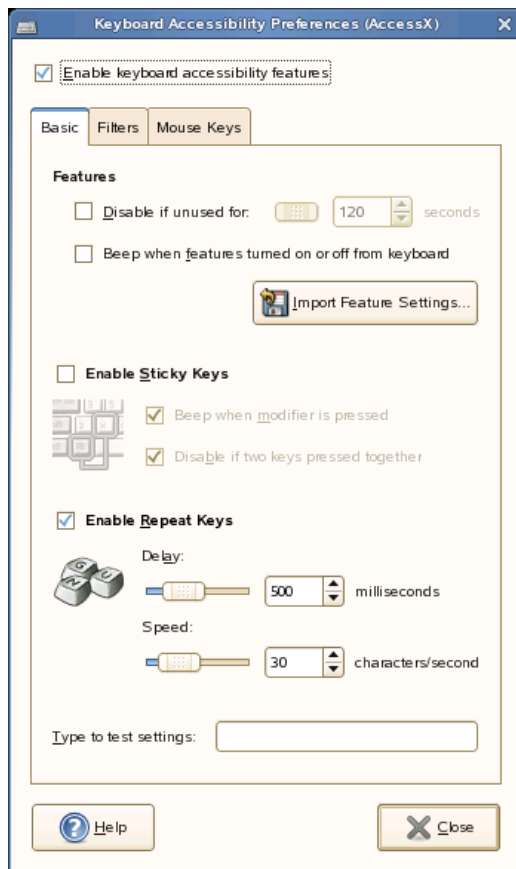 Keyboard Accessibility Preferences (AccessX)
Enable keyboard accessibility features
Basic Filters Mouse Keys
Features
Disable if unused for: 120 seconds
Beep when features turned on or off from keyboard
Import Feature Settings...
Enable Sticky Keys
Beep when modifier is pressed
Disable if two keys pressed together
Enable Repeat Keys
G N U
Delay:
500 milliseconds
Speed:
30 characters/second
Type to test settings:
Help Close